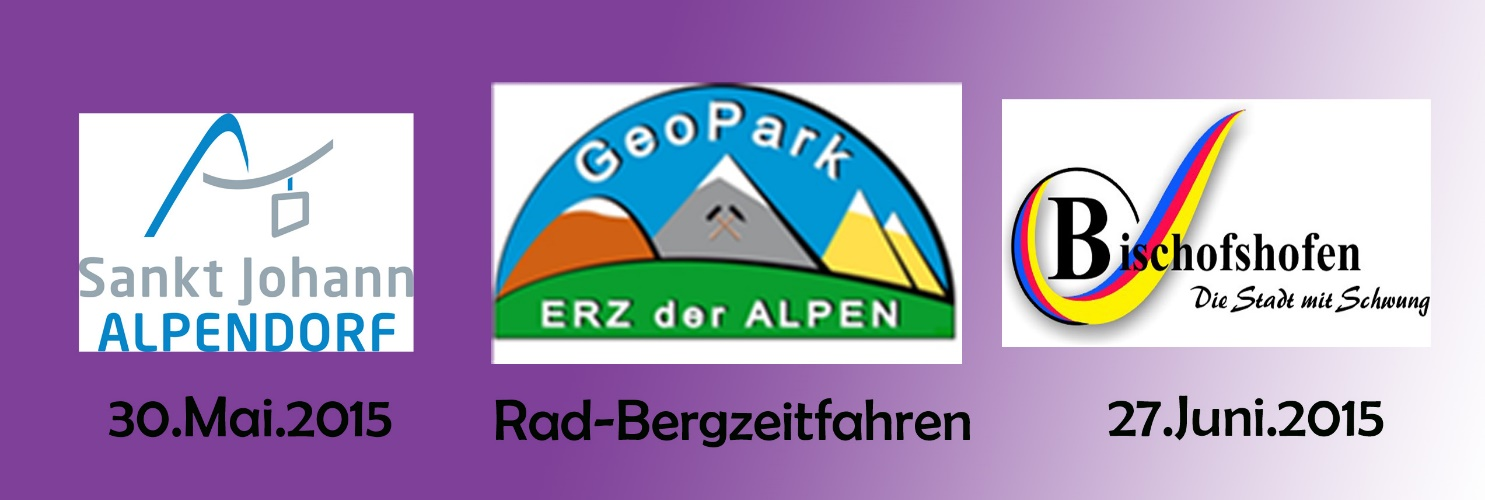 Sankt Johann
ALPENDORF
30.Mai.2015
GeoPark
ERZ der ALPEN
Rad-Bergzeitfahren
Bischofshofen
Die Stadt mit Schwung
27.Juni.2015